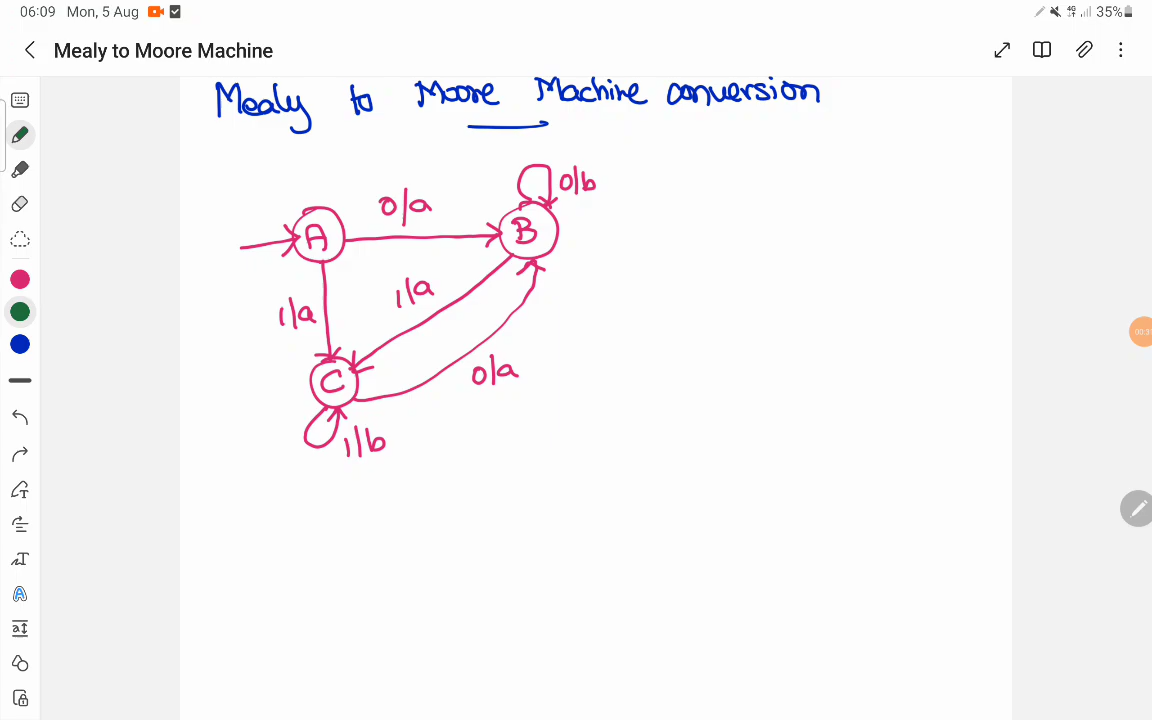 06:09 Mon, 5 Aug 4G 35%
Mealy to Moore Machine
Mealy to Moore Machine conversion
0/b
0/a
A
B
1/a
1/a
C
0/a
1/b